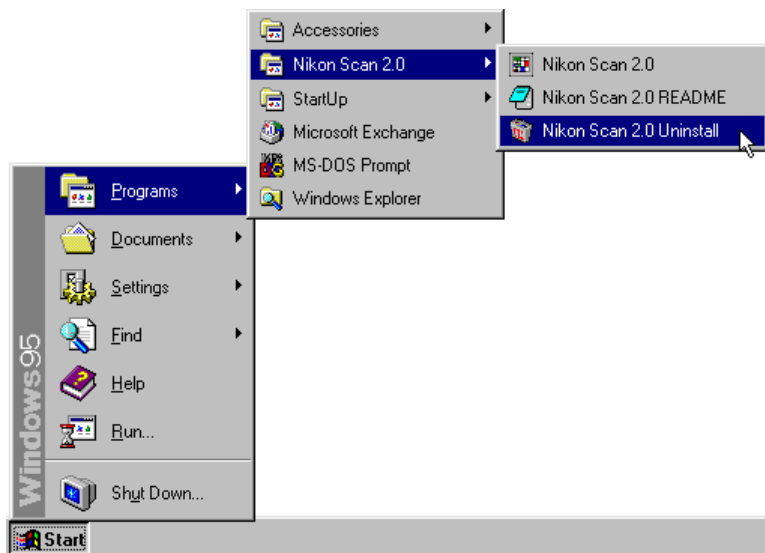 Accessories
Nikon Scan 2.0
StartUp
Microsoft Exchange
MS-DOS Prompt
Windows Explorer
Nikon Scan 2.0
Nikon Scan 2.0 README
Nikon Scan 2.0 Uninstall
Programs
Documents
Settings
Find
Help
Run...
Shut Down...
Windows95
Start